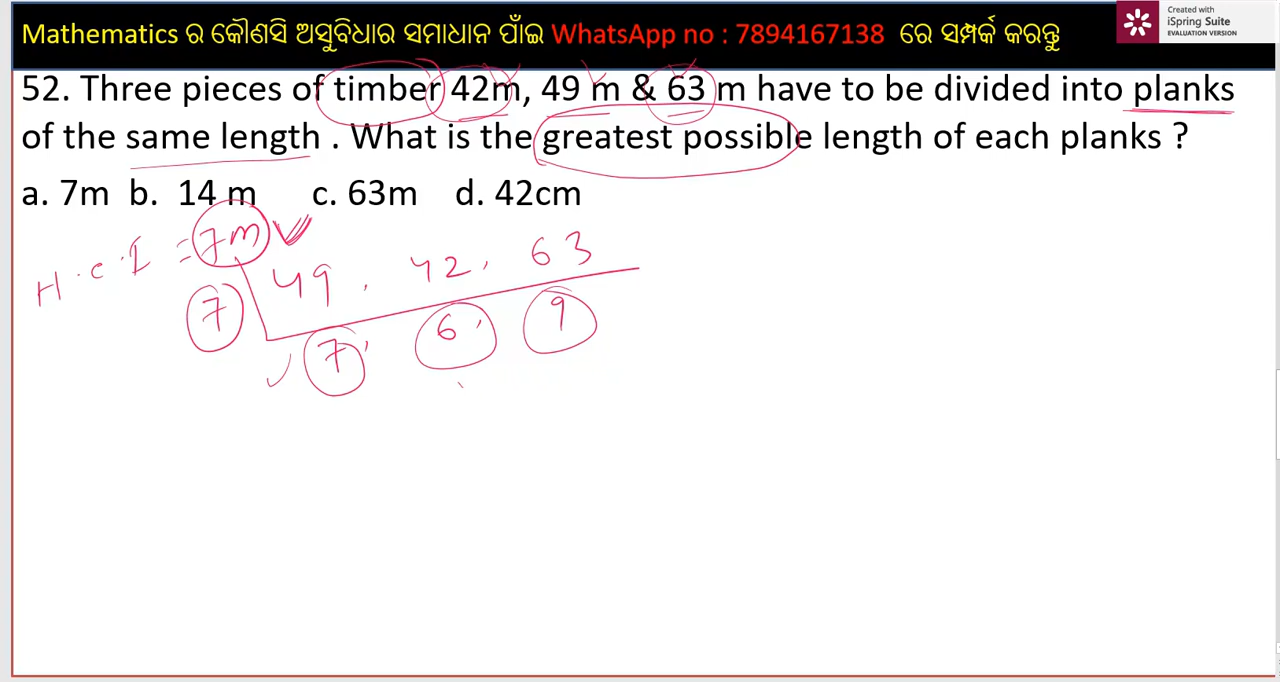 Mathematics ର କୌଣସି ଅସୁବିଧାର ସମାଧାନ ପାଁଇ WhatsApp no : 7894167138 ରେ ସମ୍ପର୍କ କରନ୍ତୁ
Created with
iSpring Suite
EVALUATION VERSION
52. Three pieces of timber 42m, 49 m & 63 m have to be divided into planks
of the same length . What is the greatest possible length of each planks ?
a. 7m b. 14 m c. 63m d. 42cm
H.C.F = 7m
7 49, 42, 63
7, 6, 9